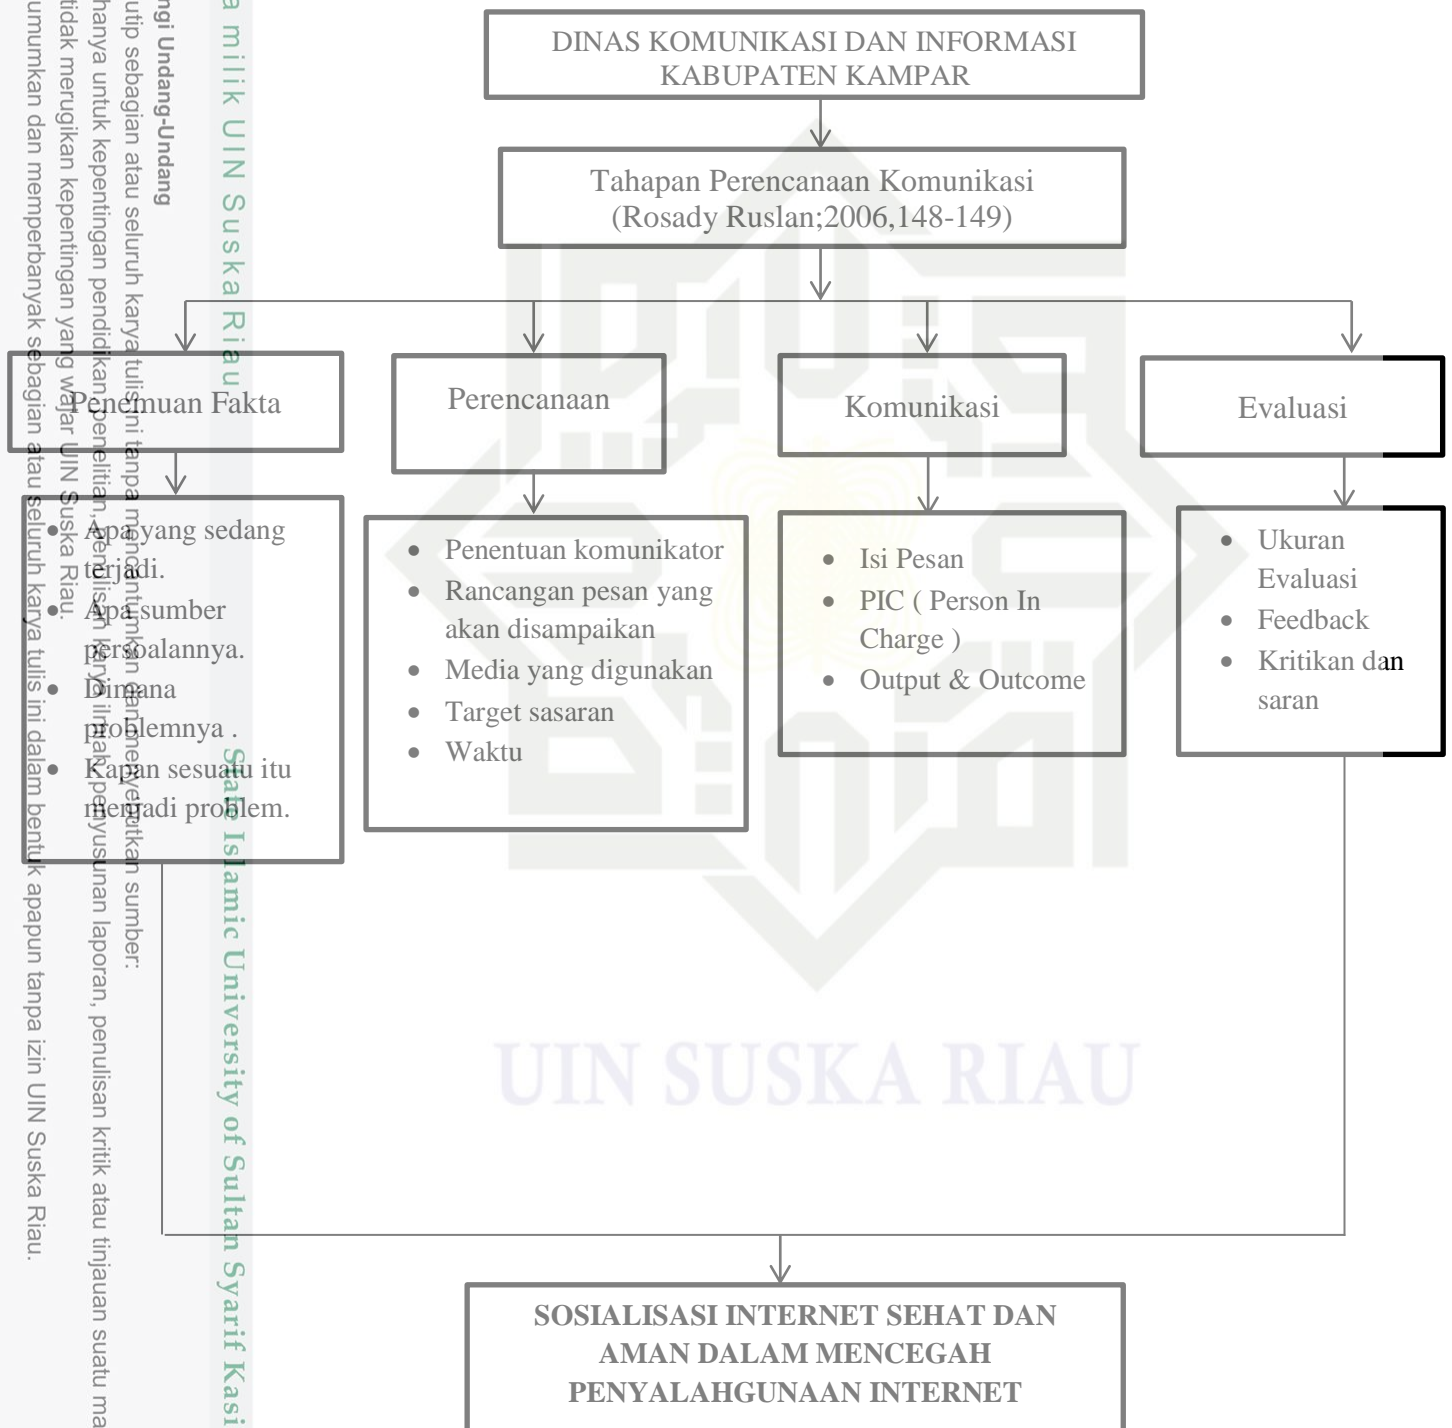 DINAS KOMUNIKASI DAN INFORMASI
KABUPATEN KAMPAR
Tahapan Perencanaan Komunikasi
(Rosady Ruslan;2006,148-149)
Penemuan Fakta
Perencanaan
Komunikasi
Evaluasi
• Apa yang sedang
terjadi.
• Apa sumber
persoalannya.
• Dimana
problemnya .
• Kapan sesuatu itu
menjadi problem.
• Penentuan komunikator
• Rancangan pesan yang
akan disampaikan
• Media yang digunakan
• Target sasaran
• Waktu
• Isi Pesan
• PIC ( Person In
Charge )
• Output & Outcome
• Ukuran
Evaluasi
• Feedback
• Kritikan dan
saran
SOSIALISASI INTERNET SEHAT DAN
AMAN DALAM MENCEGAH
PENYALAHGUNAAN INTERNET
UIN SUSKA RIAU
milik UIN Suska Riau
State Islamic University of Sultan Syarif Kasi
ngi Undang-Undang
utip sebagian atau seluruh karya tulis ini tanpa mencantumkan dan menyebutkan sumber:
hanya untuk kepentingan pendidikan, penelitian, penulisan karya ilmiah, penyusunan laporan, penulisan kritik atau tinjauan suatu ma
tidak merugikan kepentingan yang wajar UIN Suska Riau.
umumkan dan memperbanyak sebagian atau seluruh karya tulis ini dalam bentuk apapun tanpa izin UIN Suska Riau.